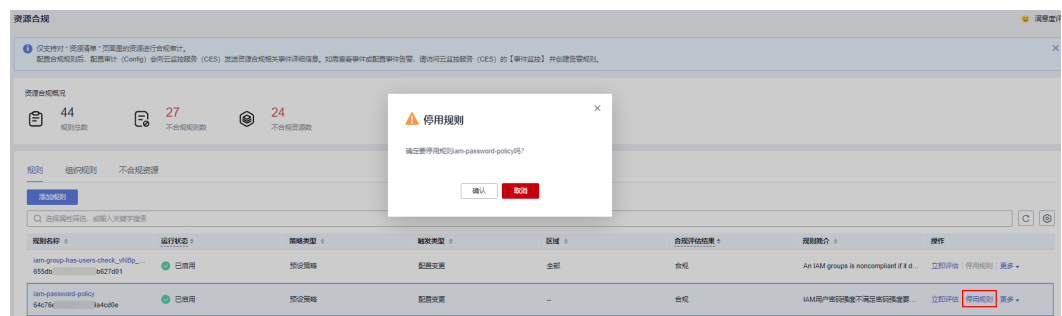 资源合规
满意度评
仅支持对“资源清单”页面里的资源进行合规审计。
配置合规规则后，配置审计（Config）会向云监控服务（CES）发送资源合规相关事件详细信息。如需查看事件或配置事件告警，请访问云监控服务（CES）的【事件监控】并创建告警规则。
资源合规概况
44
规则总数
27
不合规规则数
24
不合规资源数
停用规则
确定要停用规则iam-password-policy吗?
确认
取消
规则
组织规则
不合规资源
添加规则
选择属性筛选，或输入关键字搜索
规则名称 运行状态 策略类型 触发类型 区域 合规评估结果 规则简介 操作
iam-group-has-users-check_vNBp_... 已启用 预设策略 配置变更 全部 合规 An IAM groups is noncompliant if it d... 立即评估 停用规则 更多
655db b627d01
iam-password-policy 已启用 预设策略 配置变更 -- 合规 IAM用户密码强度不满足密码强度要... 立即评估 停用规则 更多
64c76 a4cd0e